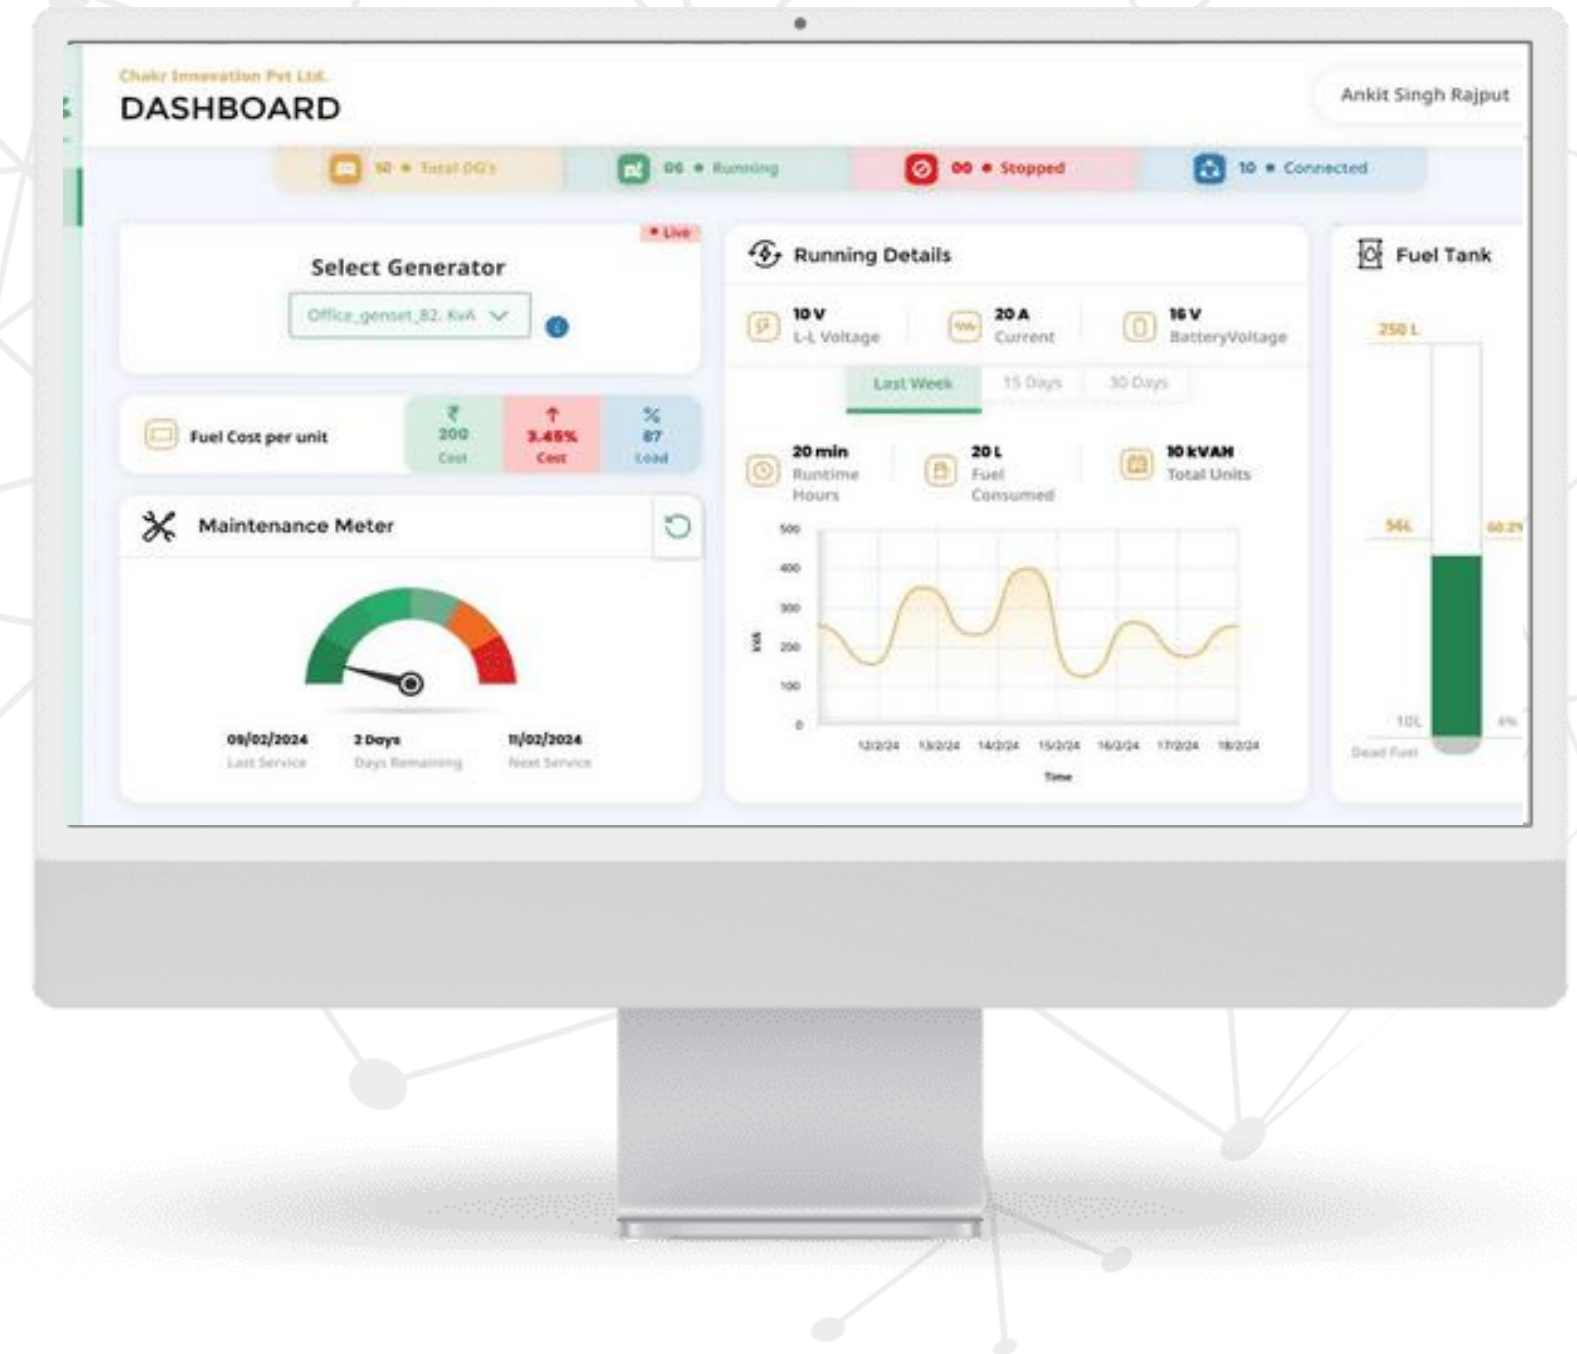 Chakr Innovation Pvt Ltd.
DASHBOARD
Ankit Singh Rajput
10 • Total DG's
06 • Running
00 • Stopped
10 • Connected
• Live
Select Generator
Office_genset_82. KvA
Running Details
10 V
L-L Voltage
20 A
Current
16 V
BatteryVoltage
Last Week
15 Days
30 Days
Fuel Cost per unit
₹
200
Cost
↑
3.45%
Cost
%
87
Load
20 min
Runtime
Hours
20 L
Fuel
Consumed
10 kVAH
Total Units
Maintenance Meter
09/02/2024
Last Service
2 Days
Days Remaining
11/02/2024
Next Service
500
400
300
200
100
0
kVA
12/2/24 13/2/24 14/2/24 15/2/24 16/2/24 17/2/24 18/2/24
Time
Fuel Tank
250 L
56L
60.2%
10L
4%
Dead Fuel